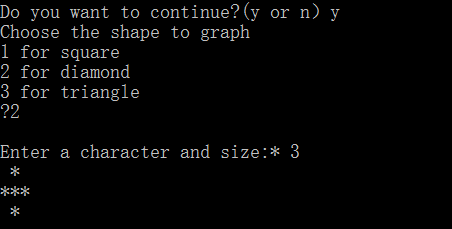 Do you want to continue?(y or n) y
Choose the shape to graph
1 for square
2 for diamond
3 for triangle
?2

Enter a character and size:* 3
 *
***
 *